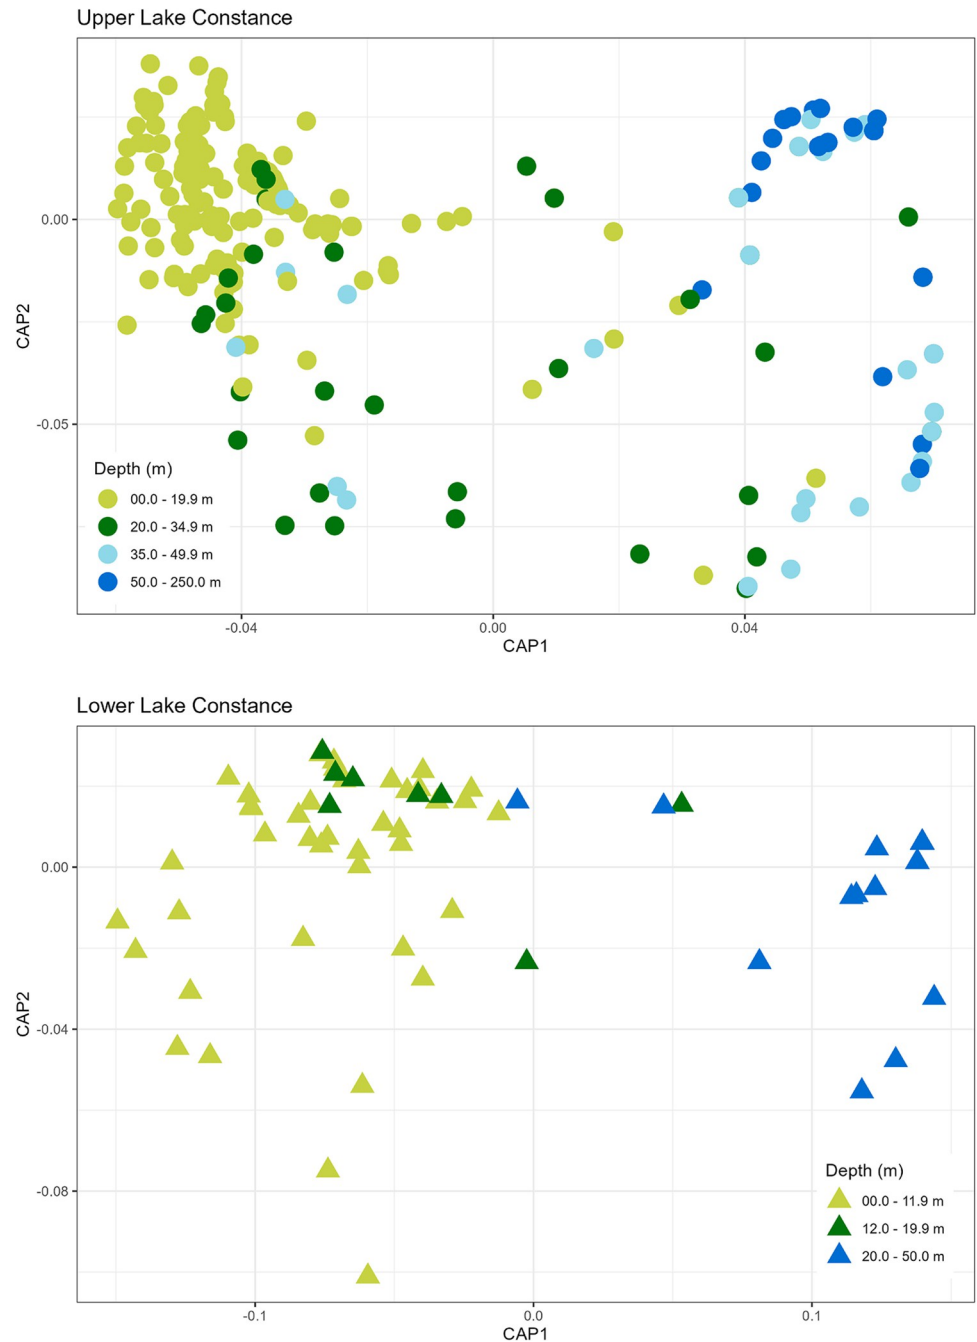 Upper Lake Constance
0.00
CAP2
-0.05
Depth (m)
00.0 - 19.9 m
20.0 - 34.9 m
35.0 - 49.9 m
50.0 - 250.0 m
-0.04 0.00 0.04
CAP1
Lower Lake Constance
0.00
CAP2
-0.04
-0.08
Depth (m)
00.0 - 11.9 m
12.0 - 19.9 m
20.0 - 50.0 m
-0.1 0.0 0.1
CAP1